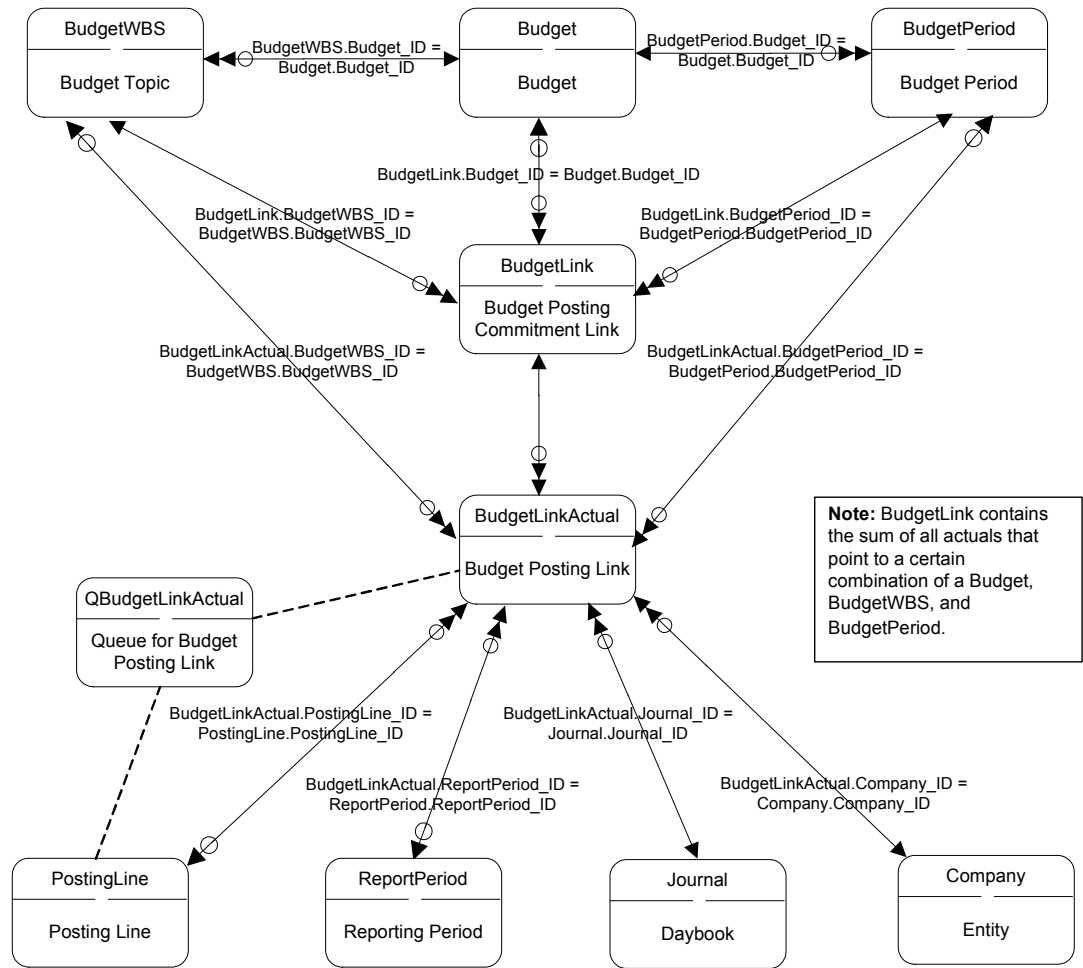 BudgetWBS
Budget Topic
BudgetWBS.Budget_ID =
Budget.Budget_ID
Budget
Budget
BudgetPeriod.Budget_ID =
Budget.Budget_ID
BudgetPeriod
Budget Period
BudgetLink.Budget_ID = Budget.Budget_ID
BudgetLink.BudgetWBS_ID =
BudgetWBS.BudgetWBS_ID
BudgetLink.BudgetPeriod_ID =
BudgetPeriod.BudgetPeriod_ID
BudgetLink
Budget Posting
Commitment Link
BudgetLinkActual.BudgetWBS_ID =
BudgetWBS.BudgetWBS_ID
BudgetLinkActual.BudgetPeriod_ID =
BudgetPeriod.BudgetPeriod_ID
BudgetLinkActual
Budget Posting Link
Note: BudgetLink contains
the sum of all actuals that
point to a certain
combination of a Budget,
BudgetWBS, and
BudgetPeriod.
QBudgetLinkActual
Queue for Budget
Posting Link
BudgetLinkActual.PostingLine_ID =
PostingLine.PostingLine_ID
BudgetLinkActual.Journal_ID =
Journal.Journal_ID
BudgetLinkActual.ReportPeriod_ID =
ReportPeriod.ReportPeriod_ID
BudgetLinkActual.Company_ID =
Company.Company_ID
PostingLine
Posting Line
ReportPeriod
Reporting Period
Journal
Daybook
Company
Entity